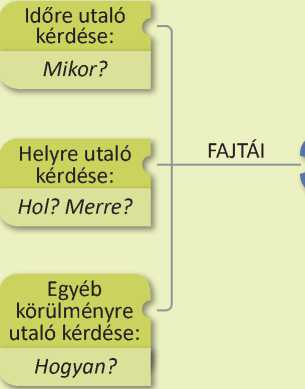 Időre utaló
kérdése:
Mikor?
Helyre utaló
kérdése:
Hol? Merre?
FAJTÁI
Egyéb
körülményre
utaló kérdése:
Hogyan?